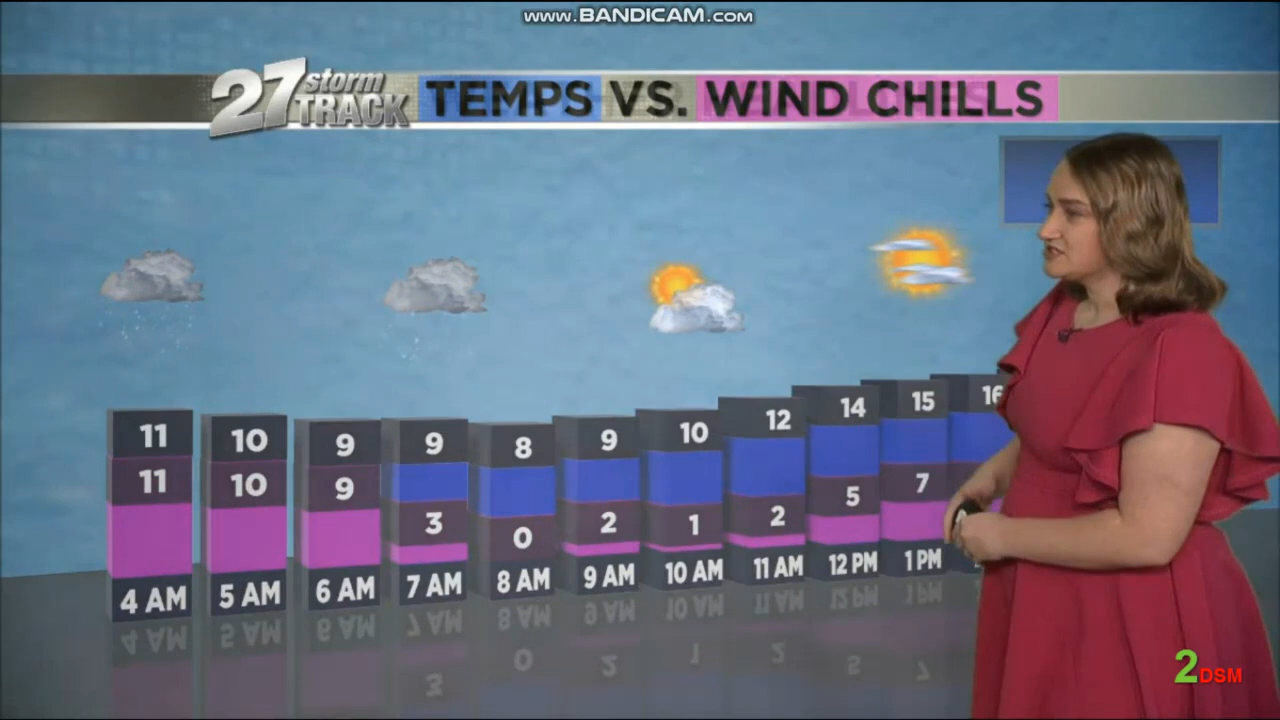 www.BANDICAM.com
27 storm TRACK TEMPS VS. WIND CHILLS
11 10 9 9 8 9 10 12 14 15 16
11 10 9 3 0 2 1 2 5 7
4 AM 5 AM 6 AM 7 AM 8 AM 9 AM 10 AM 11 AM 12 PM 1 PM
2 DSM